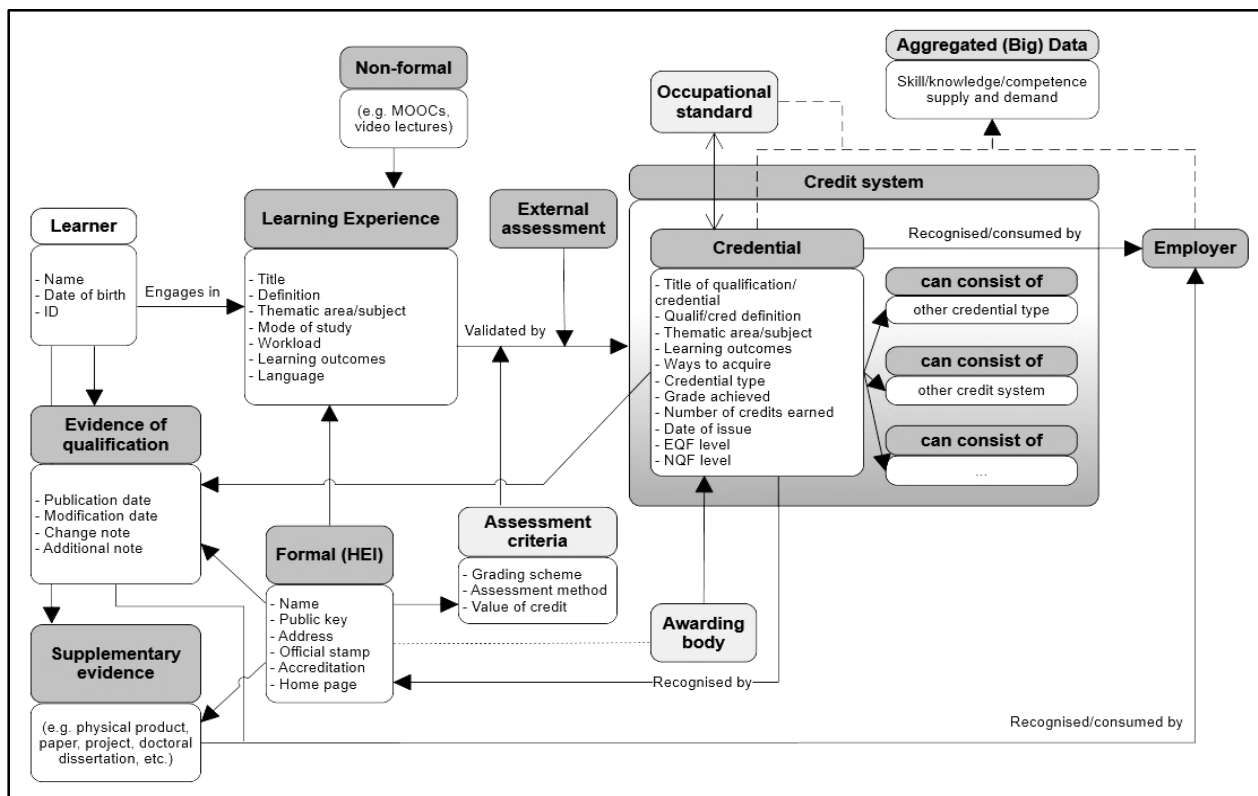 Non-formal
(e.g. MOOCs,
video lectures)
Aggregated (Big) Data
Skill/knowledge/competence
supply and demand
Occupational
standard
Credit system
Learner
- Name
- Date of birth
- ID
Engages in
Learning Experience
- Title
- Definition
- Thematic area/subject
- Mode of study
- Workload
- Learning outcomes
- Language
External
assessment
Validated by
Credential
- Title of qualification/
credential
- Qualif/cred definition
- Thematic area/subject
- Learning outcomes
- Ways to acquire
- Credential type
- Grade achieved
- Number of credits earned
- Date of issue
- EQF level
- NQF level
Recognised/consumed by
Employer
can consist of
other credential type
can consist of
other credit system
can consist of
...
Evidence of
qualification
- Publication date
- Modification date
- Change note
- Additional note
Formal (HEI)
- Name
- Public key
- Address
- Official stamp
- Accreditation
- Home page
Assessment
criteria
- Grading scheme
- Assessment method
- Value of credit
Awarding
body
Recognised by
Supplementary
evidence
(e.g. physical product,
paper, project, doctoral
dissertation, etc.)
Recognised/consumed by